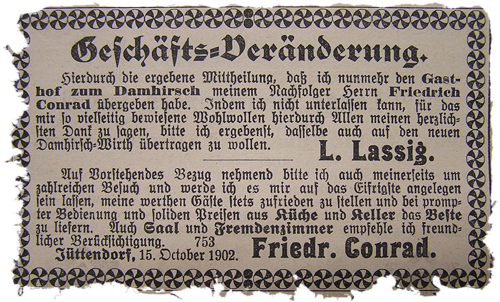 Geschäfts-Veränderung.
Hierdurch die ergebene Mittheilung, daß ich nunmehr den Gast-
hof zum Damhirsch meinem Nachfolger Herrn Friedrich
Conrad übergeben habe. Indem ich nicht unterlassen kann, für das
mir so vielseitig bewiesene Wohlwollen hierdurch Allen meinen herzlich-
sten Dank zu sagen, bitte ich ergebenst, dasselbe auch auf den neuen
Damhirsch-Wirth übertragen zu wollen. L. Lassig.
Auf Vorstehendes Bezug nehmend bitte ich auch meinerseits um
zahlreichen Besuch und werde ich es mir auf das Eifrigste angelegen
sein lassen, meine werthen Gäste stets zufrieden zu stellen und bei promp-
ter Bedienung und soliden Preisen aus Küche und Keller das Beste
zu liefern. Auch Saal und Fremdenzimmer empfehle ich freund-
licher Berücksichtigung. 753
Jüttendorf, 15. October 1902. Friedr. Conrad.